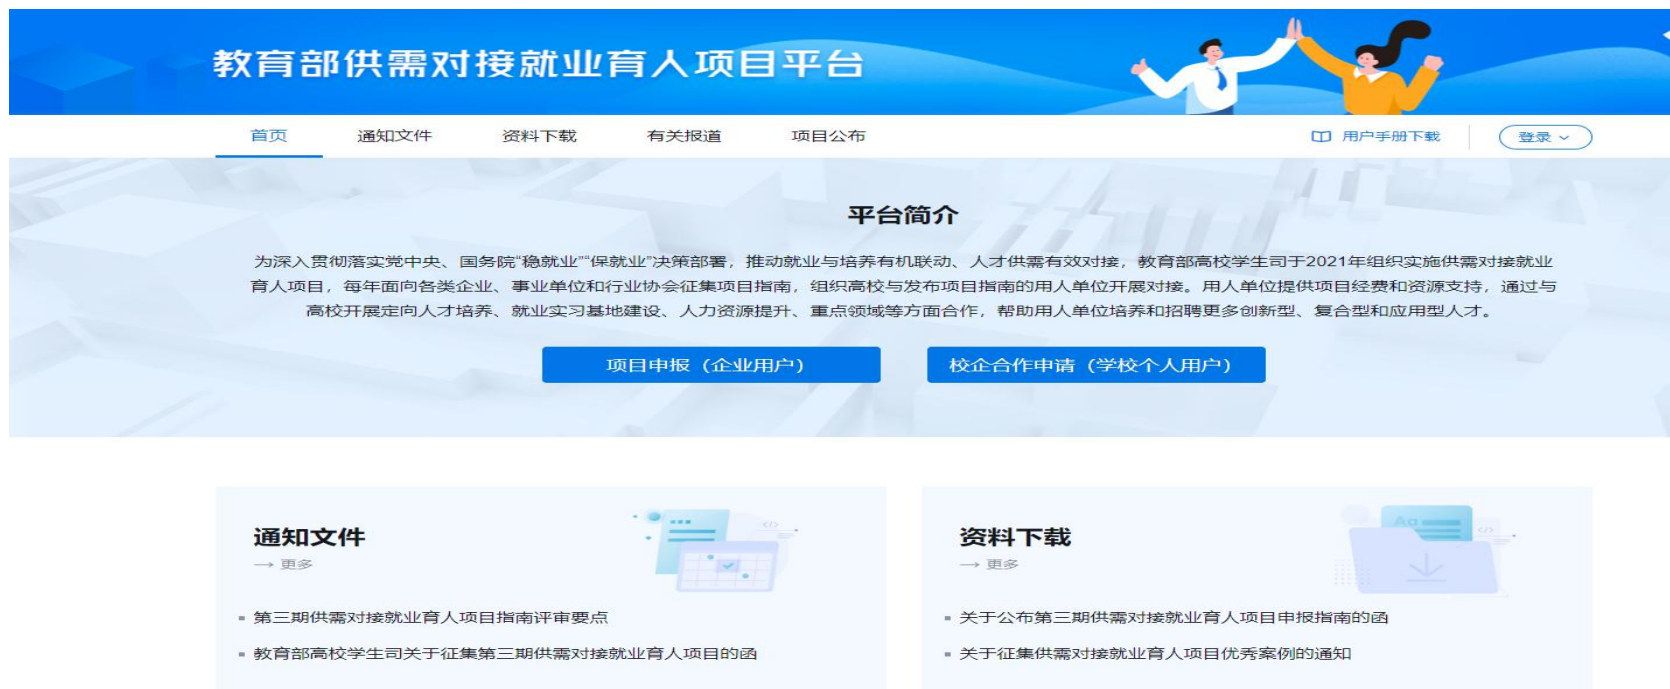 教育部供需对接就业育人项目平台
首页 通知文件 资料下载 有关报道 项目公布 用户手册下载 登录
平台简介
为深入贯彻落实党中央、国务院“稳就业”“保就业”决策部署，推动就业与培养有机联动、人才供需有效对接，教育部高校学生司于2021年组织实施供需对接就业
育人项目，每年面向各类企业、事业单位和行业协会征集项目指南，组织高校与发布项目指南的用人单位开展对接。用人单位提供项目经费和资源支持，通过与
高校开展定向人才培养、就业实习基地建设、人力资源提升、重点领域等方面合作，帮助用人单位培养和招聘更多创新型、复合型和应用型人才。
项目申报（企业用户） 校企合作申请（学校个人用户）
通知文件
→ 更多
第三期供需对接就业育人项目指南评审要点
教育部高校学生司关于征集第三期供需对接就业育人项目的函
Aa
资料下载
→ 更多
关于公布第三期供需对接就业育人项目申报指南的函
关于征集供需对接就业育人项目优秀案例的通知